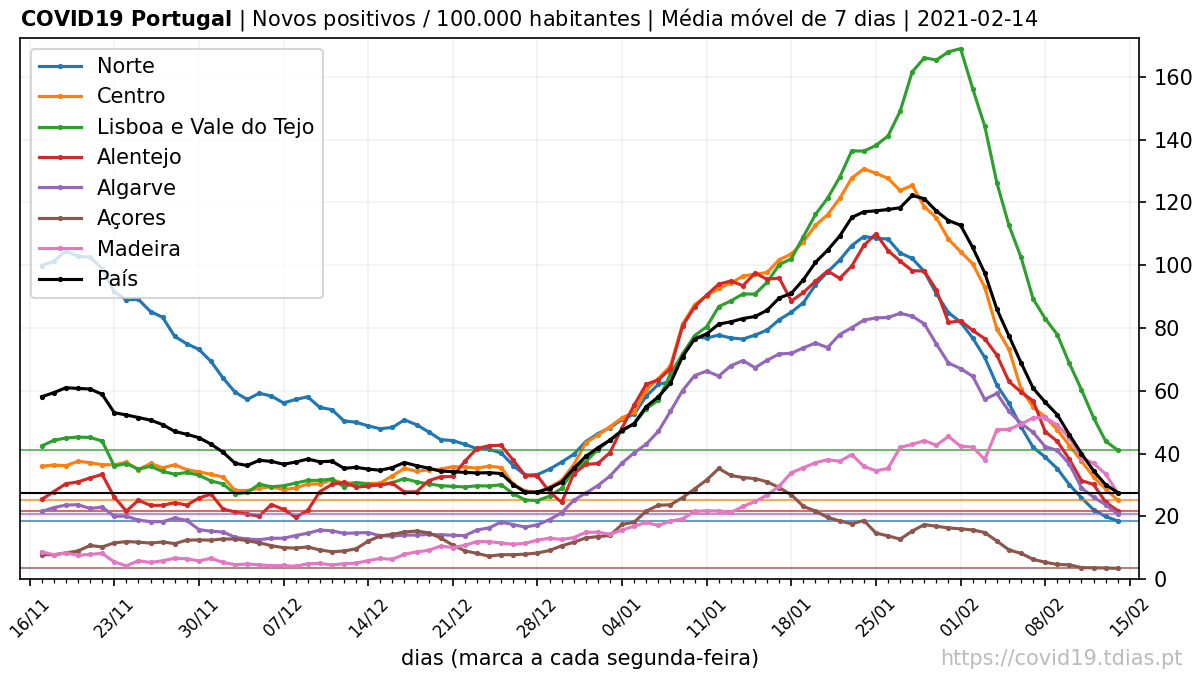 COVID19 Portugal | Novos positivos / 100.000 habitantes | Média móvel de 7 dias | 2021-02-14
Norte
Centro
Lisboa e Vale do Tejo
Alentejo
Algarve
Açores
Madeira
País
160
140
120
100
80
60
40
20
0
16/11
23/11
30/11
07/12
14/12
21/12
28/12
04/01
11/01
18/01
25/01
01/02
08/02
15/02
dias (marca a cada segunda-feira)
https://covid19.tdias.pt